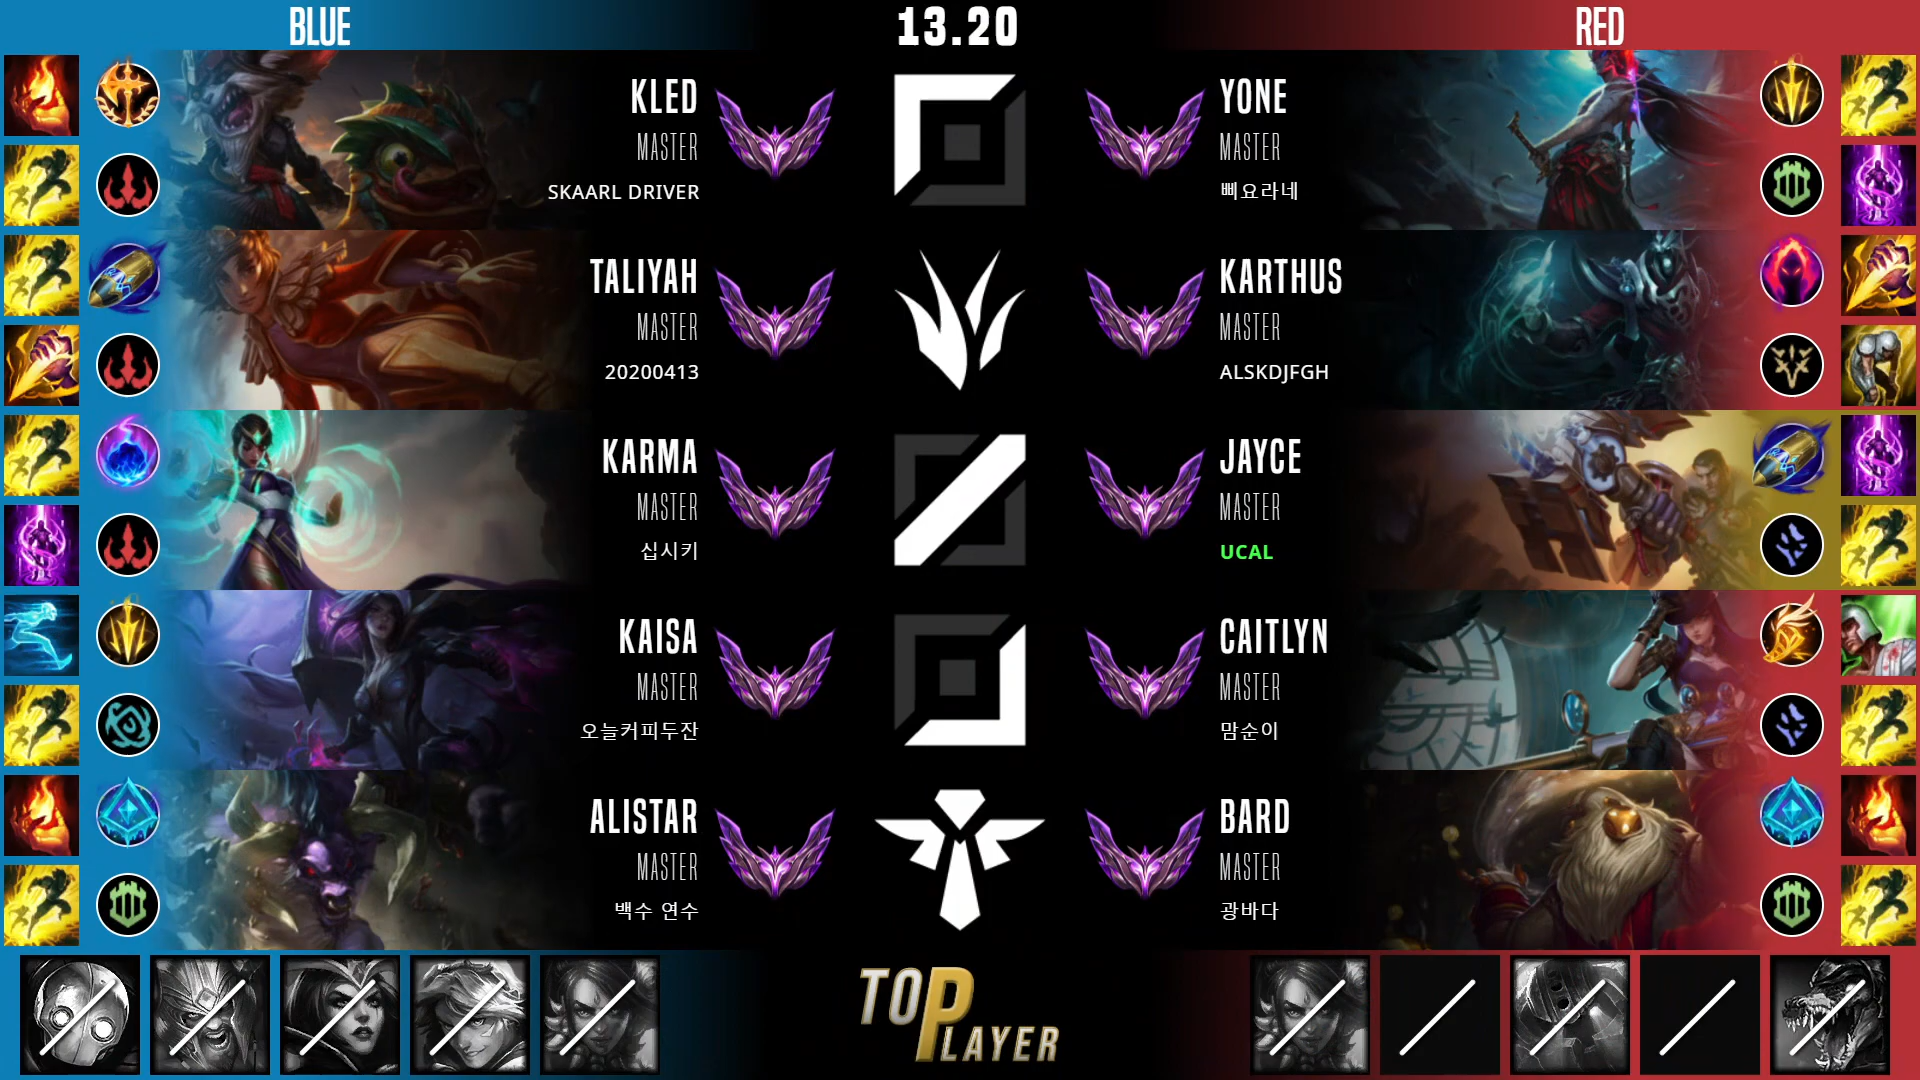 BLUE
13.20
RED
KLED
MASTER
SKAARL DRIVER
YONE
MASTER
삐요라네
TALIYAH
MASTER
20200413
KARTHUS
MASTER
ALSKDJFGH
KARMA
MASTER
십시키
JAYCE
MASTER
UCAL
KAISA
MASTER
오늘커피두잔
CAITLYN
MASTER
맘순이
ALISTAR
MASTER
백수 연수
BARD
MASTER
광바다
TOP
PLAYER